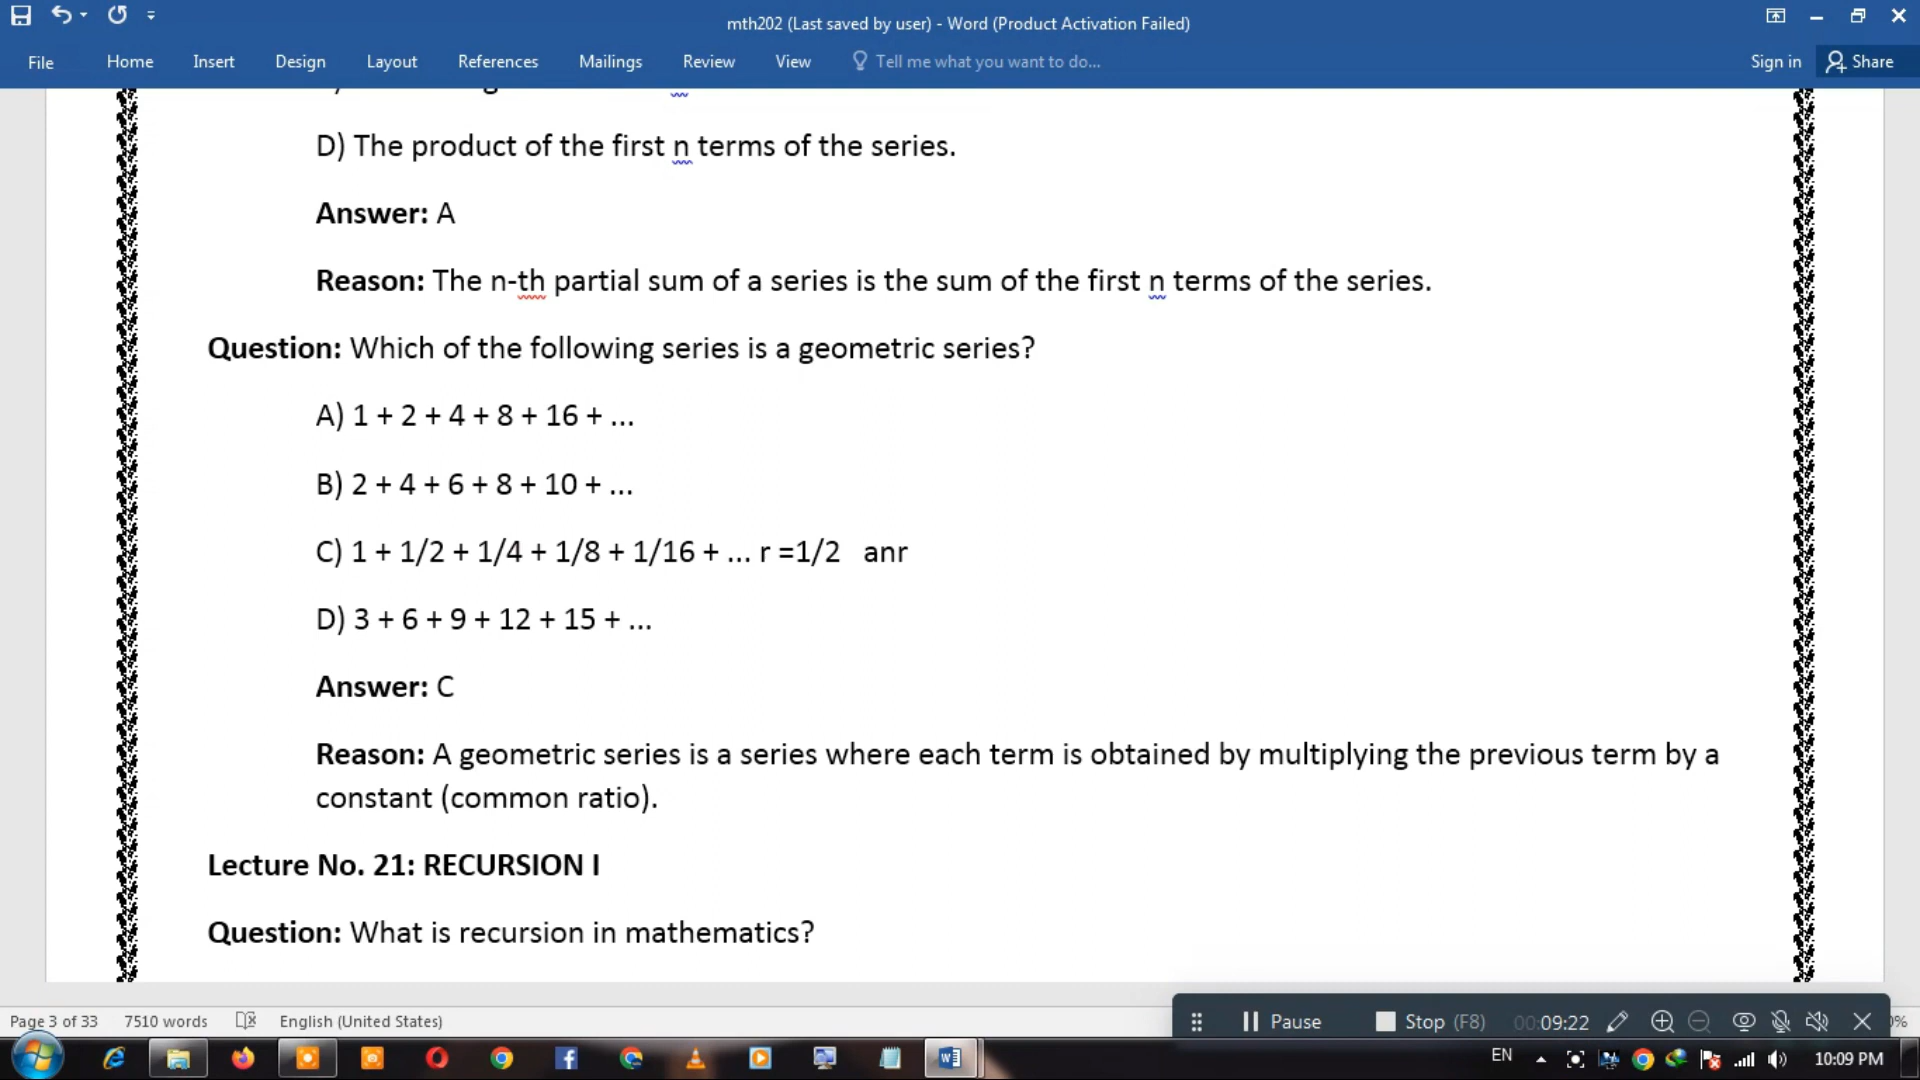 mth202 (Last saved by user) - Word (Product Activation Failed)
File Home Insert Design Layout References Mailings Review View Tell me what you want to do... Sign in Share
D) The product of the first n terms of the series.
Answer: A
Reason: The n-th partial sum of a series is the sum of the first n terms of the series.
Question: Which of the following series is a geometric series?
A) 1 + 2 + 4 + 8 + 16 + ...
B) 2 + 4 + 6 + 8 + 10 + ...
C) 1 + 1/2 + 1/4 + 1/8 + 1/16 + ... r =1/2 anr
D) 3 + 6 + 9 + 12 + 15 + ...
Answer: C
Reason: A geometric series is a series where each term is obtained by multiplying the previous term by a
constant (common ratio).
Lecture No. 21: RECURSION I
Question: What is recursion in mathematics?
Page 3 of 33 7510 words English (United States) Pause Stop (F8) 00:09:22 0%
EN 10:09 PM